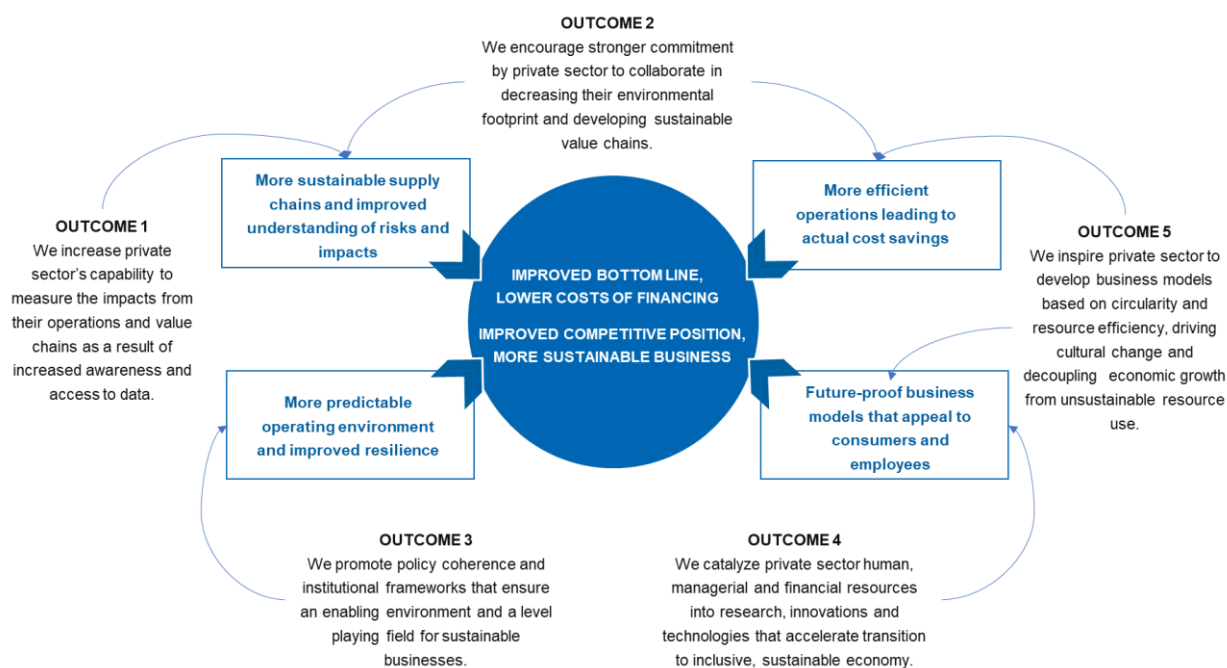 OUTCOME 2
We encourage stronger commitment
by private sector to collaborate in
decreasing their environmental
footprint and developing sustainable
value chains.
More sustainable supply
chains and improved
understanding of risks and
impacts
More efficient
operations leading to
actual cost savings
OUTCOME 1
We increase private
sector's capability to
measure the impacts from
their operations and value
chains as a result of
increased awareness and
access to data.
IMPROVED BOTTOM LINE,
LOWER COSTS OF FINANCING
IMPROVED COMPETITIVE POSITION,
MORE SUSTAINABLE BUSINESS
OUTCOME 5
We inspire private sector to
develop business models
based on circularity and
resource efficiency, driving
cultural change and
decoupling economic growth
from unsustainable resource
use.
More predictable
operating environment
and improved resilience
Future-proof business
models that appeal to
consumers and
employees
OUTCOME 3
We promote policy coherence and
institutional frameworks that ensure
an enabling environment and a level
playing field for sustainable
businesses.
OUTCOME 4
We catalyze private sector human,
managerial and financial resources
into research, innovations and
technologies that accelerate transition
to inclusive, sustainable economy.